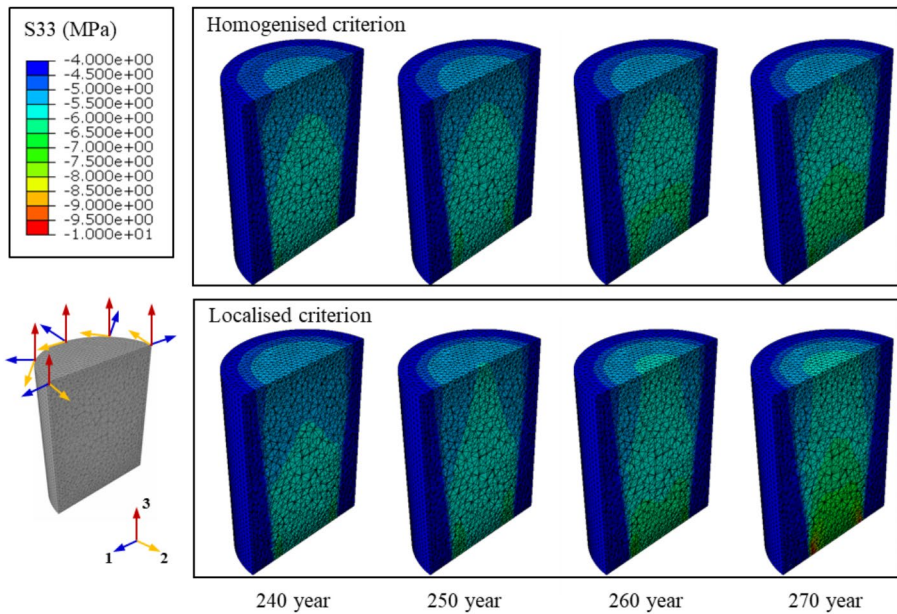 S33 (MPa)
-4.000e+00
-4.500e+00
-5.000e+00
-5.500e+00
-6.000e+00
-6.500e+00
-7.000e+00
-7.500e+00
-8.000e+00
-8.500e+00
-9.000e+00
-9.500e+00
-1.000e+01
Homogenised criterion
Localised criterion
3
1
2
240 year
250 year
260 year
270 year